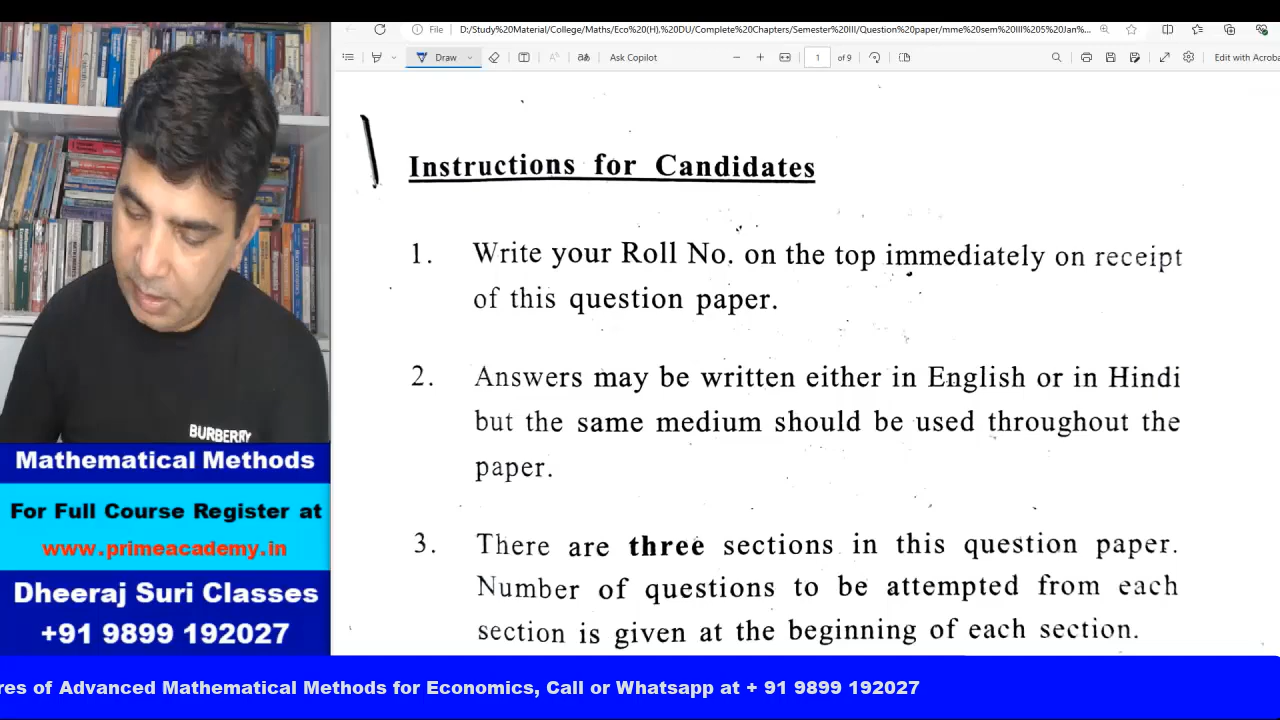 File
D:/Study%20Material/College/Maths/Eco%20(H).%20DU/Complete%20Chapters/Semester%20III/Question%20paper/mme%20sem%20III%205%20Jan%...
Draw
Ask Copilot
1
of 9
Edit with Acroba
Instructions for Candidates
1. Write your Roll No. on the top immediately on receipt
of this question paper.
2. Answers may be written either in English or in Hindi
but the same medium should be used throughout the
paper.
3. There are three sections in this question paper.
Number of questions to be attempted from each
section is given at the beginning of each section.
BURBERRY
Mathematical Methods
For Full Course Register at
www.primeacademy.in
Dheeraj Suri Classes
+91 9899 192027
res of Advanced Mathematical Methods for Economics, Call or Whatsapp at + 91 9899 192027